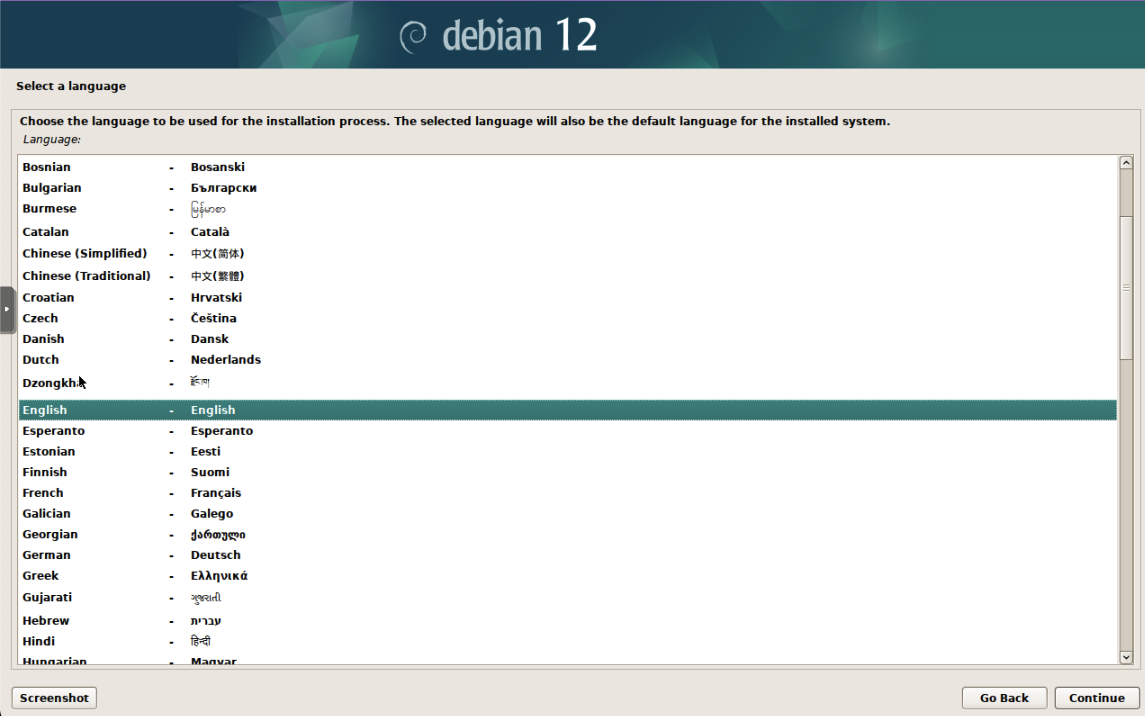 debian 12
Select a language
Choose the language to be used for the installation process. The selected language will also be the default language for the installed system.
Language:
Bosnian - Bosanski
Bulgarian - Български
Burmese - မြန်မာစာ
Catalan - Català
Chinese (Simplified) - 中文(简体)
Chinese (Traditional) - 中文(繁體)
Croatian - Hrvatski
Czech - Čeština
Danish - Dansk
Dutch - Nederlands
Dzongkha - རྫོང་ཁ།
English - English
Esperanto - Esperanto
Estonian - Eesti
Finnish - Suomi
French - Français
Galician - Galego
Georgian - ქართული
German - Deutsch
Greek - Ελληνικά
Gujarati - ગુજરાતી
Hebrew - עברית
Hindi - हिन्दी
Hungarian - Magyar
Screenshot Go Back Continue